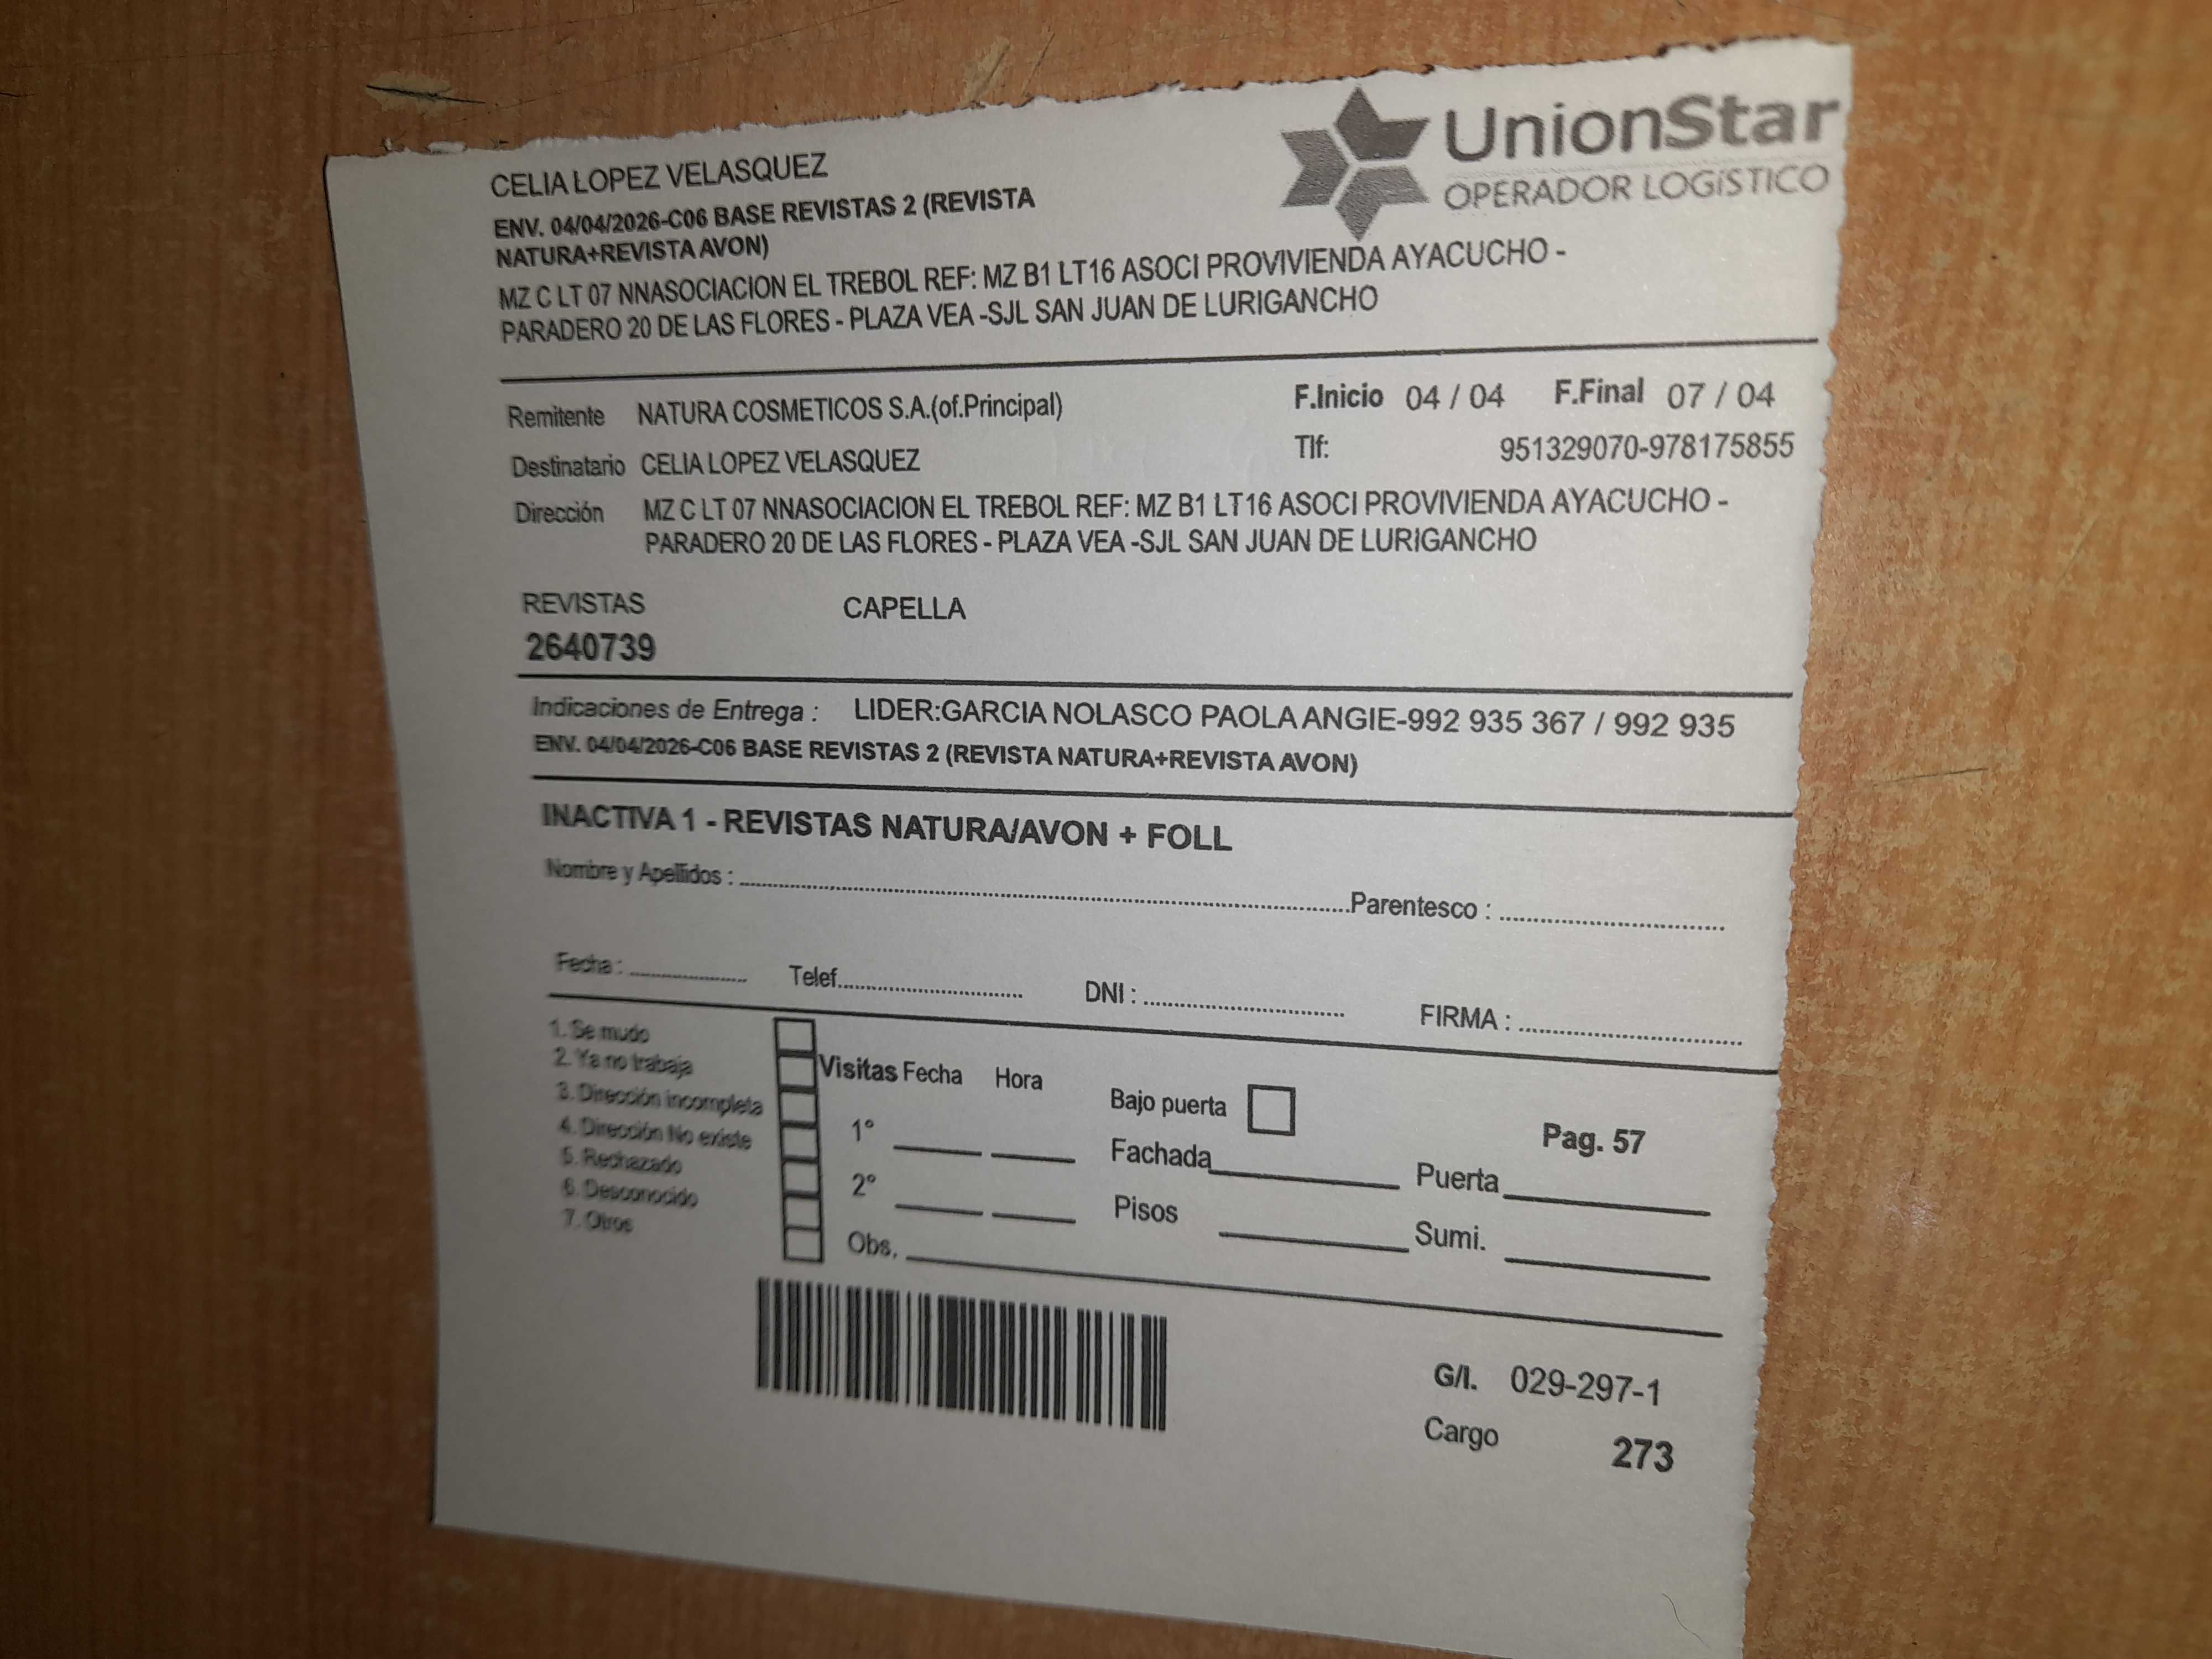 UnionStar
OPERADOR LOGÍSTICO
CELIA LOPEZ VELASQUEZ
ENV. 04/04/2026-C06 BASE REVISTAS 2 (REVISTA
NATURA+REVISTA AVON)
MZ C LT 07 NNASOCIACION EL TREBOL REF: MZ B1 LT16 ASOCI PROVIVIENDA AYACUCHO -
PARADERO 20 DE LAS FLORES - PLAZA VEA -SJL SAN JUAN DE LURIGANCHO
Remitente NATURA COSMETICOS S.A.(of.Principal) F.Inicio 04 / 04 F.Final 07 / 04
Destinatario CELIA LOPEZ VELASQUEZ Tlf: 951329070-978175855
Dirección MZ C LT 07 NNASOCIACION EL TREBOL REF: MZ B1 LT16 ASOCI PROVIVIENDA AYACUCHO -
PARADERO 20 DE LAS FLORES - PLAZA VEA -SJL SAN JUAN DE LURIGANCHO
REVISTAS CAPELLA
2640739
Indicaciones de Entrega : LIDER:GARCIA NOLASCO PAOLA ANGIE-992 935 367 / 992 935
ENV. 04/04/2026-C06 BASE REVISTAS 2 (REVISTA NATURA+REVISTA AVON)
INACTIVA 1 - REVISTAS NATURA/AVON + FOLL
Nombre y Apellidos : Parentesco :
Fecha : Telef. DNI : FIRMA :
1. Se mudo
2. Ya no trabaja
3. Dirección incompleta
4. Dirección No existe
5. Rechazado
6. Desconocido
7. Otros
Visitas Fecha Hora
1°
2°
Obs.
Bajo puerta
Pag. 57
Fachada Puerta
Pisos Sumi.
G/I. 029-297-1
Cargo 273